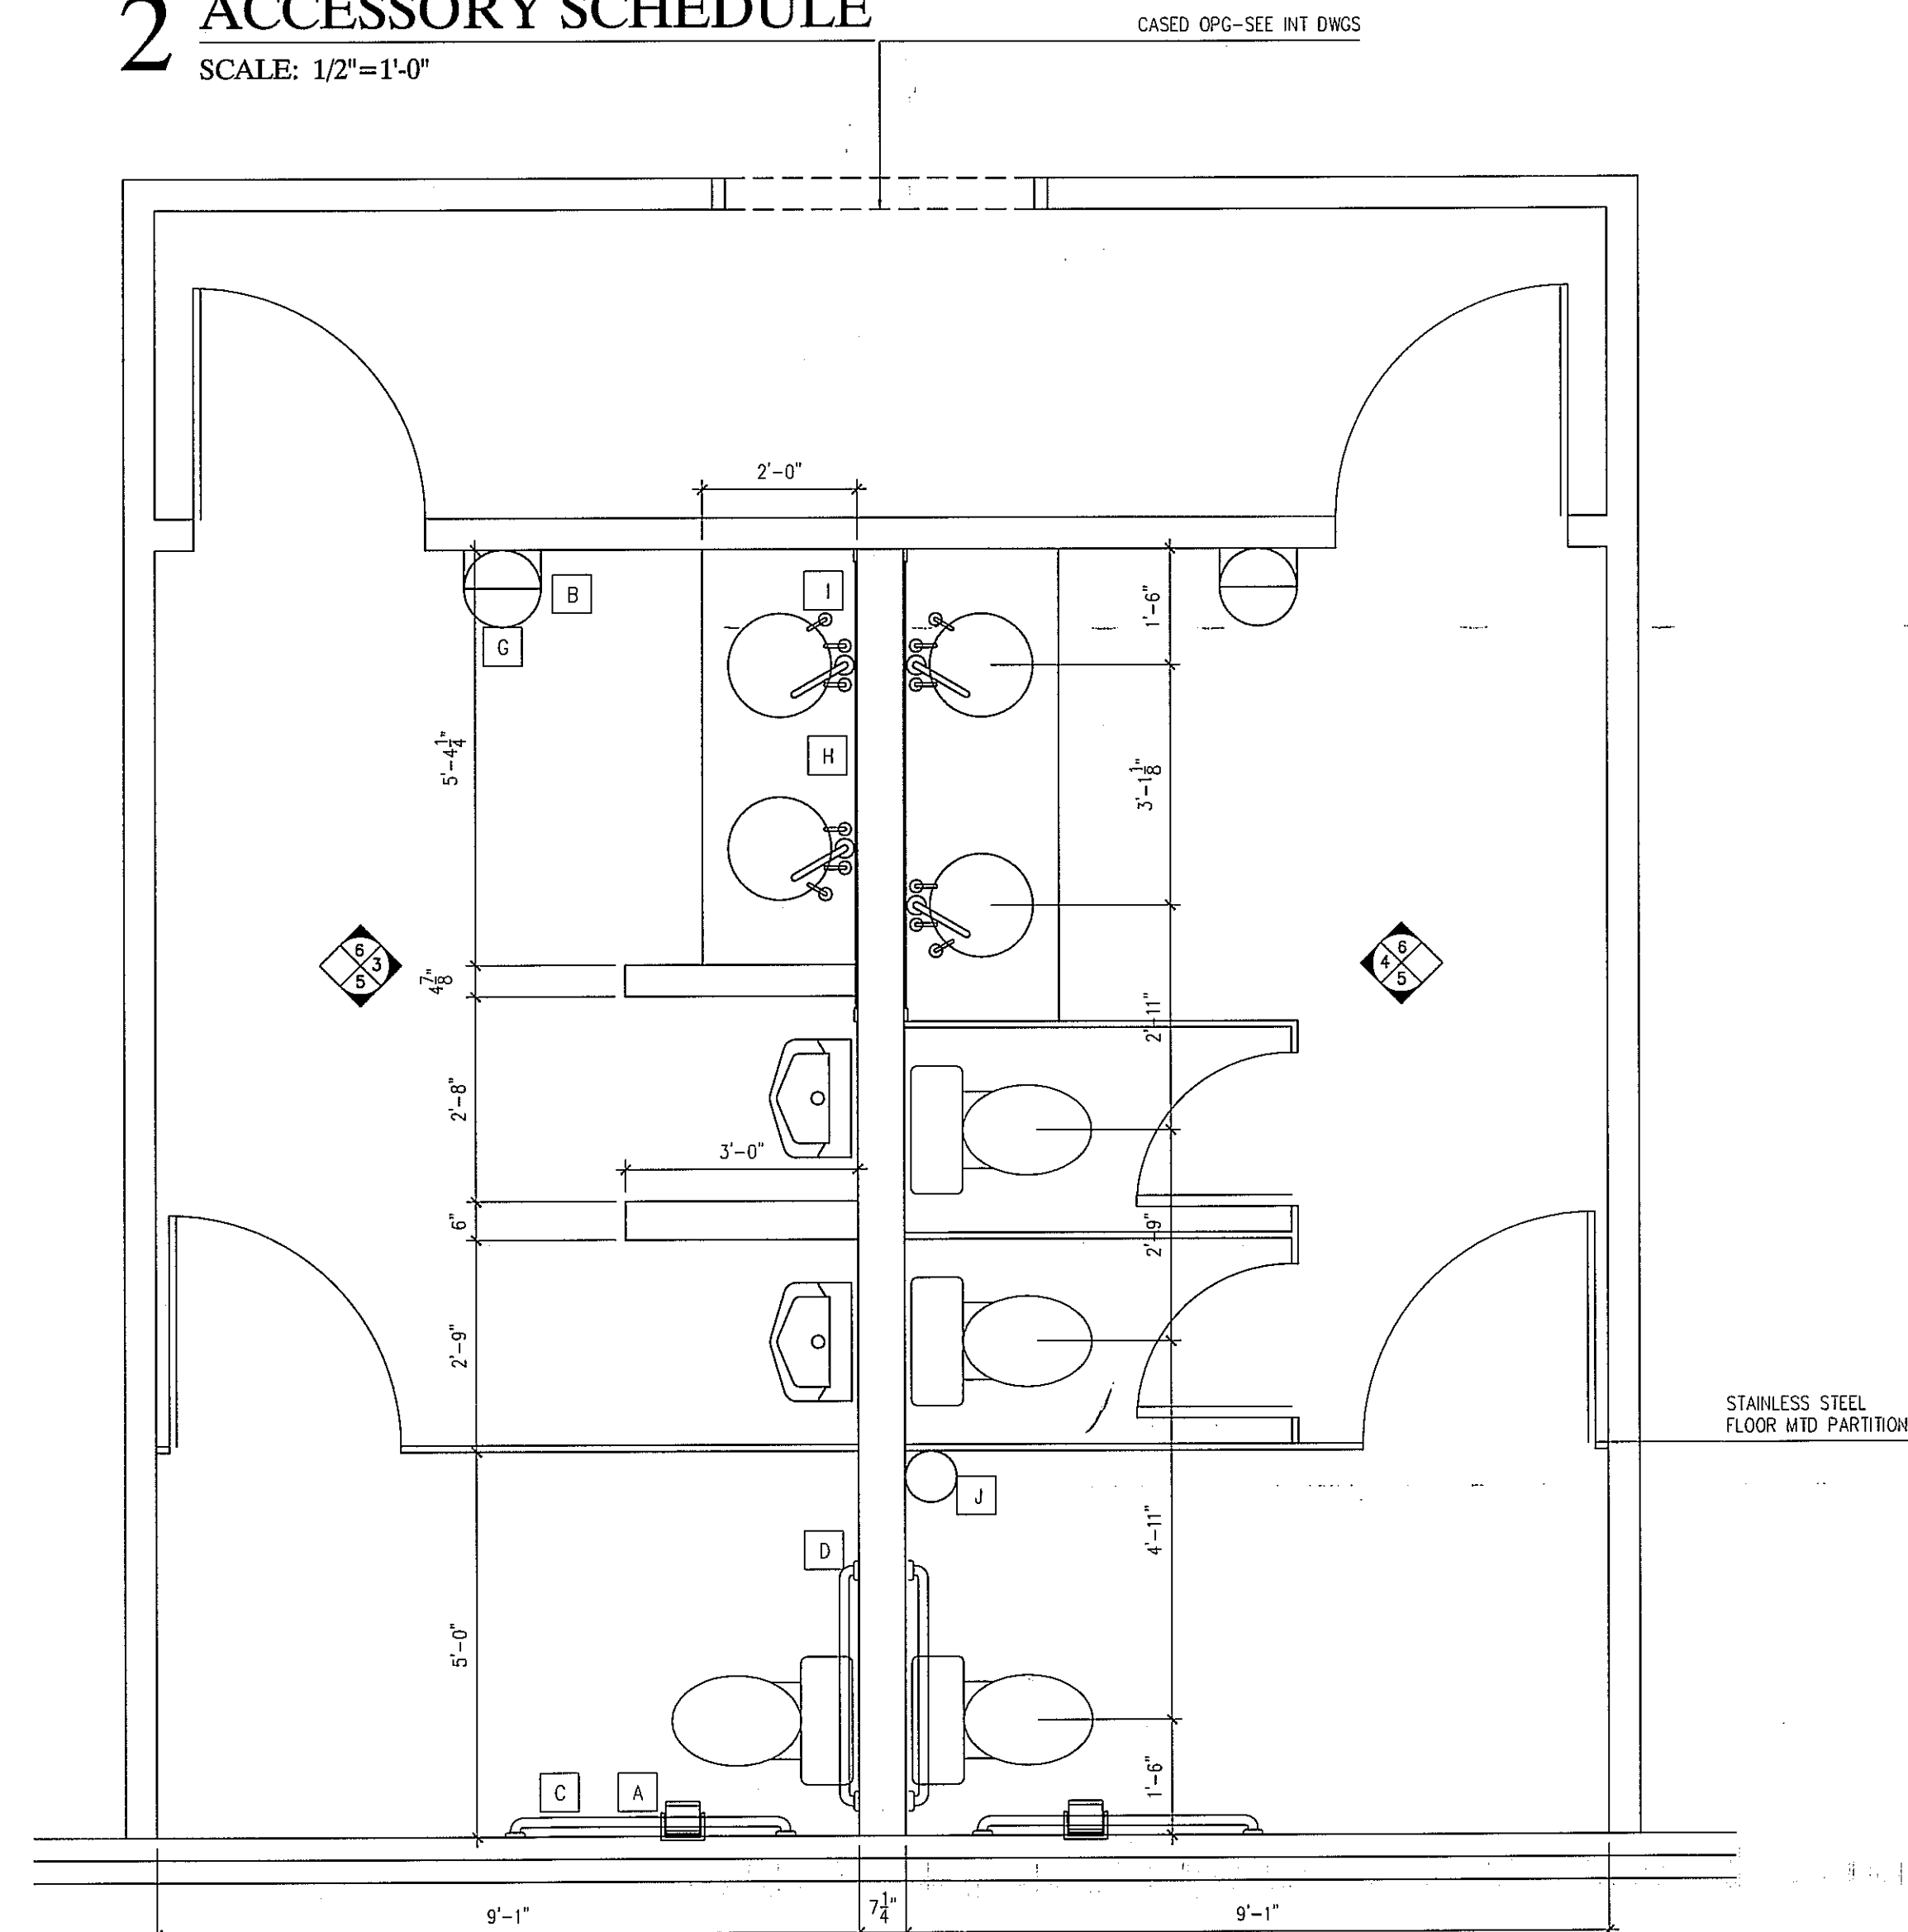 2 ACCESSORY SCHEDULE
SCALE: 1/2"=1'-0"
CASED OPG-SEE INT DWGS
2'-0"
I
B
G
1'-6"
H
5'-4 1/4"
3'-1 1/8"
6
3
5
6
4
5
4 7/8"
2'-11"
2'-8"
3'-0"
6"
2'-9"
2'-9"
STAINLESS STEEL
FLOOR MTD PARTITION
J
D
4'-11"
5'-0"
C
A
1'-6"
9'-1"
7 1/4"
9'-1"